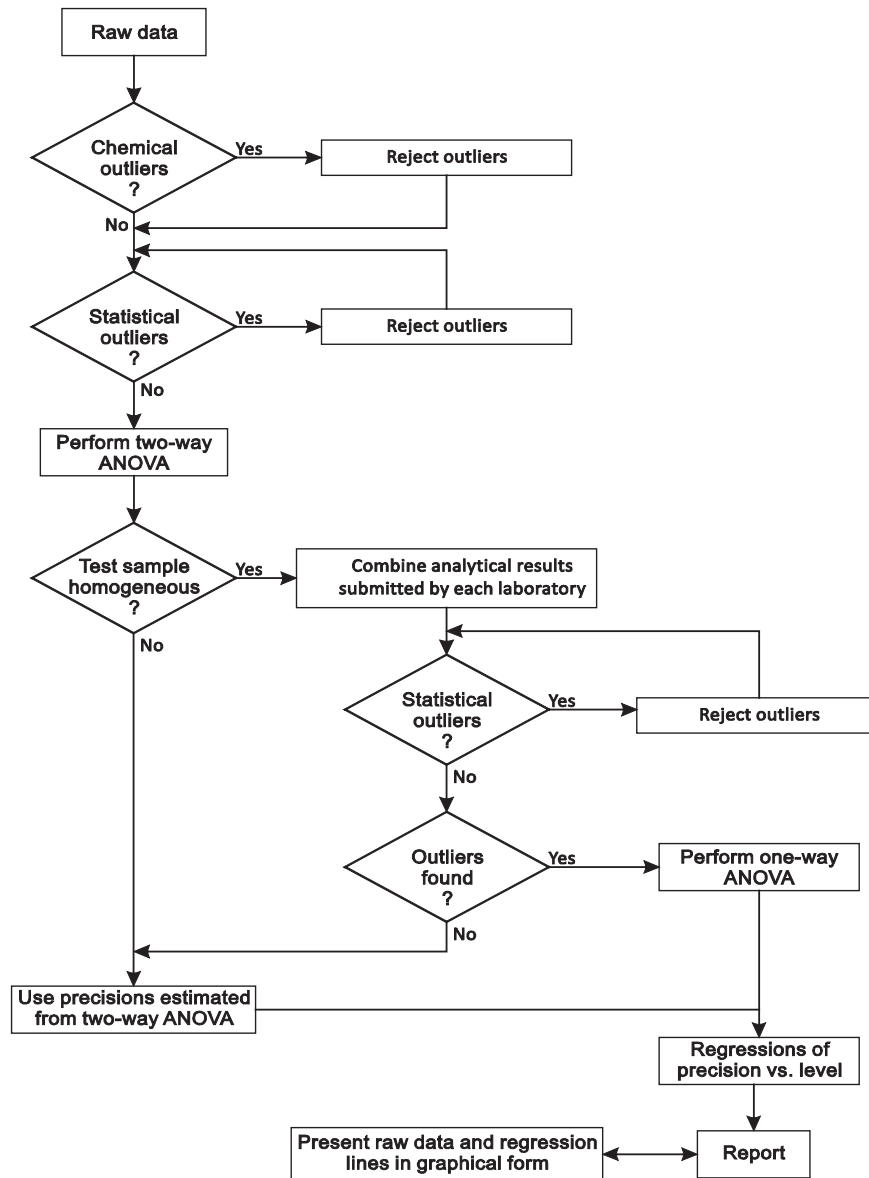 Raw data
Chemical
outliers
?
Yes
Reject outliers
No
Statistical
outliers
?
Yes
Reject outliers
No
Perform two-way
ANOVA
Test sample
homogeneous
?
Yes
Combine analytical results
submitted by each laboratory
No
Statistical
outliers
?
Yes
Reject outliers
No
Outliers
found
?
Yes
Perform one-way
ANOVA
No
Use precisions estimated
from two-way ANOVA
Regressions of
precision vs. level
Present raw data and regression
lines in graphical form
Report